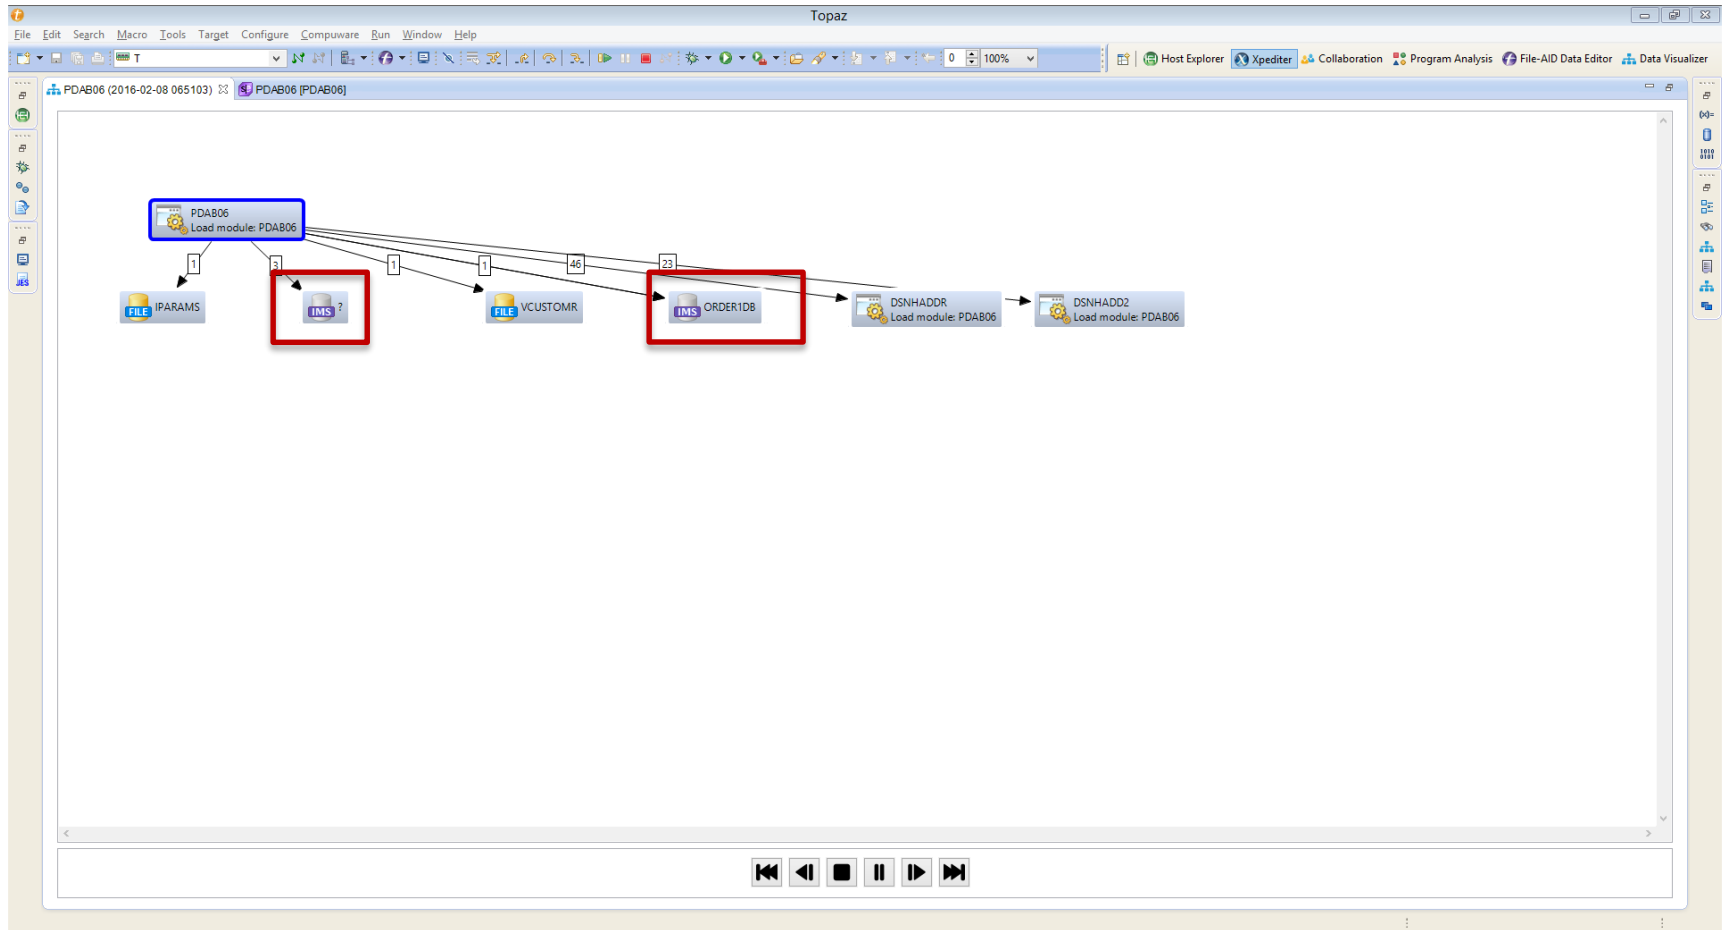 Topaz
File Edit Search Macro Tools Target Configure Compuware Run Window Help
T 0 100% Host Explorer Xpediter Collaboration Program Analysis File-AID Data Editor Data Visualizer
PDAB06 (2016-02-08 065103) PDAB06 [PDAB06]
PDAB06
Load module: PDAB06
1 3 1 1 46 23
FILE IPARAMS
IMS ?
FILE VCUSTOMR
IMS ORDER1DB
DSNHADDR
Load module: PDAB06
DSNHADD2
Load module: PDAB06
JES
(x)=
1010
0101